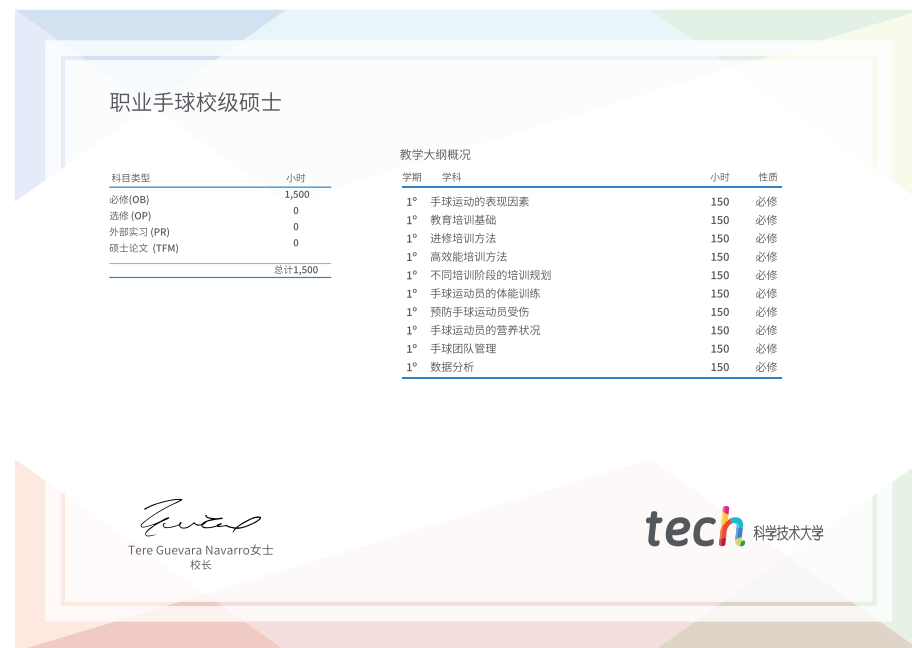 职业手球校级硕士
科目类型 小时
必修(OB) 1,500
选修 (OP) 0
外部实习 (PR) 0
硕士论文 (TFM) 0
总计1,500
教学大纲概况
学期 学科 小时 性质
1º 手球运动的表现因素 150 必修
1º 教育培训基础 150 必修
1º 进修培训方法 150 必修
1º 高效能培训方法 150 必修
1º 不同培训阶段的培训规划 150 必修
1º 手球运动员的体能训练 150 必修
1º 预防手球运动员受伤 150 必修
1º 手球运动员的营养状况 150 必修
1º 手球团队管理 150 必修
1º 数据分析 150 必修
Tere Guevara Navarro女士
校长
tech 科学技术大学